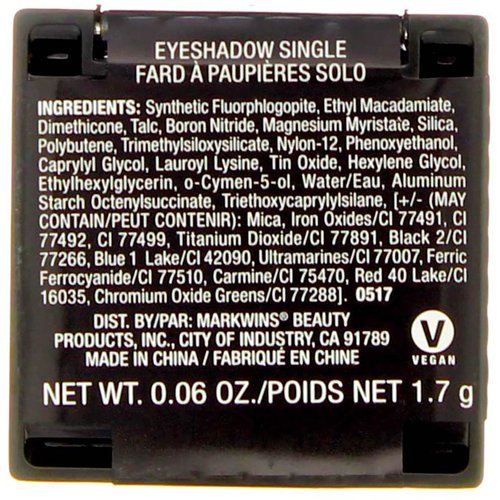 EYESHADOW SINGLE
FARD À PAUPIÈRES SOLO
INGREDIENTS: Synthetic Fluorphlogopite, Ethyl Macadamiate,
Dimethicone, Talc, Boron Nitride, Magnesium Myristate, Silica,
Polybutene, Trimethylsiloxysilicate, Nylon-12, Phenoxyethanol,
Caprylyl Glycol, Lauroyl Lysine, Tin Oxide, Hexylene Glycol,
Ethylhexylglycerin, o-Cymen-5-ol, Water/Eau, Aluminum
Starch Octenylsuccinate, Triethoxycaprylylsilane, [+/- (MAY
CONTAIN/PEUT CONTENIR): Mica, Iron Oxides/CI 77491, CI
77492, CI 77499, Titanium Dioxide/CI 77891, Black 2/CI
77266, Blue 1 Lake/CI 42090, Ultramarines/CI 77007, Ferric
Ferrocyanide/CI 77510, Carmine/CI 75470, Red 40 Lake/CI
16035, Chromium Oxide Greens/CI 77288]. 0517
DIST. BY/PAR: MARKWINS® BEAUTY
PRODUCTS, INC., CITY OF INDUSTRY, CA 91789
MADE IN CHINA / FABRIQUÉ EN CHINE
V
VEGAN
NET WT. 0.06 OZ./POIDS NET 1.7 g